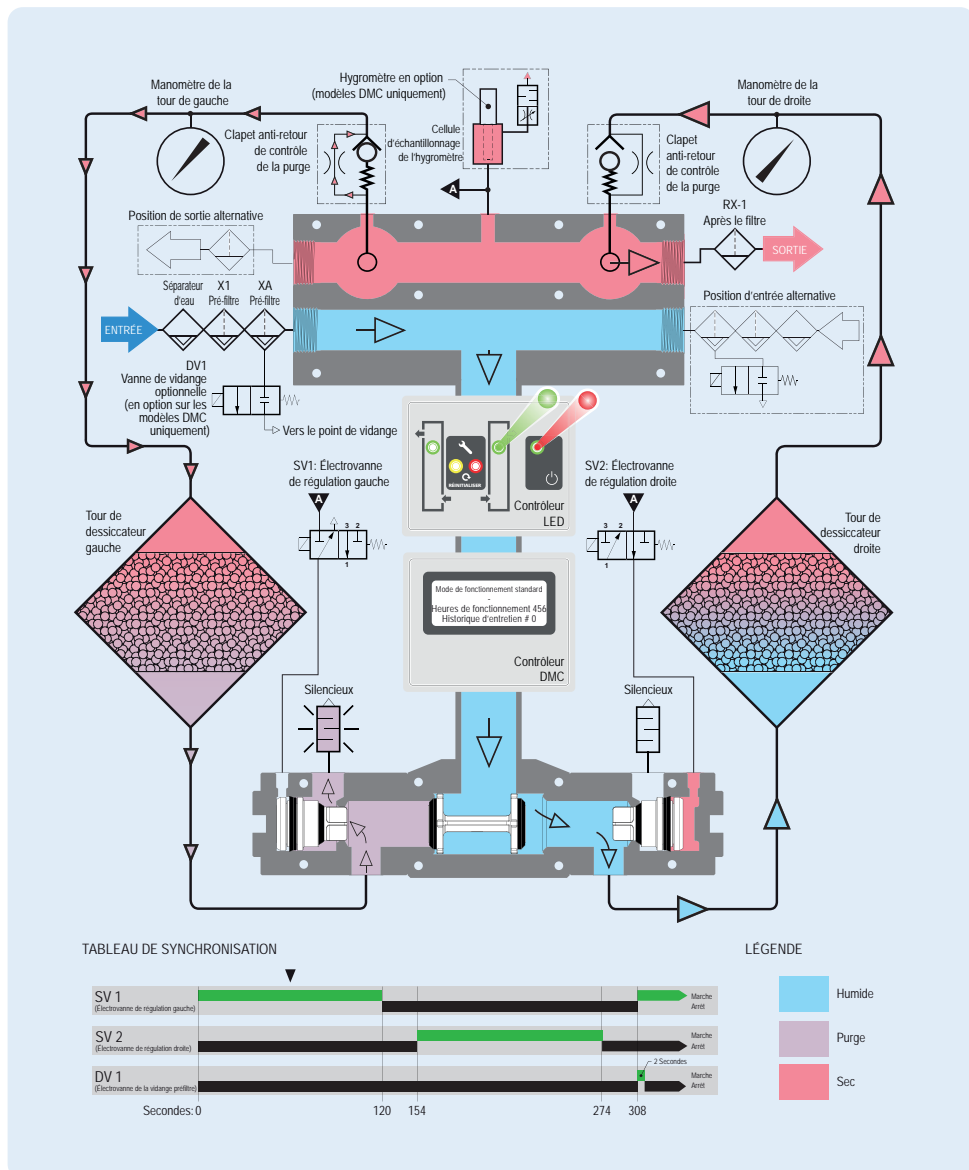 Hygromètre en option
(modèles DMC uniquement)
Manomètre de la
tour de gauche
Manomètre de la
tour de droite
Clapet anti-retour
de contrôle
de la purge
Cellule
d'échantillonnage
de l'hygromètre
A
Clapet
anti-retour
de contrôle
de la purge
RX-1
Après le filtre
Position de sortie alternative
SORTIE
Séparateur
d'eau
X1
Pré-filtre
XA
Pré-filtre
Position d'entrée alternative
ENTRÉE
DV1
Vanne de vidange
optionnelle
(en option sur les
modèles DMC
uniquement)
Vers le point de vidange
SV1: Électrovanne
de régulation gauche
A
3 2
1
RÉINITIALISER
Contrôleur
LED
SV2: Électrovanne
de régulation droite
A
3 2
1
Tour de
dessiccateur
gauche
Tour de
dessiccateur
droite
Mode de fonctionnement standard
-
Heures de fonctionnement 456
Historique d'entretien # 0
Contrôleur
DMC
Silencieux
Silencieux
TABLEAU DE SYNCHRONISATION
SV 1
(Électrovanne de régulation gauche)
Marche
Arrêt
SV 2
(Électrovanne de régulation droite)
Marche
Arrêt
2 Secondes
DV 1
(Électrovanne de la vidange préfiltre)
Marche
Arrêt
Secondes: 0 120 154 274 308
LÉGENDE
Humide
Purge
Sec